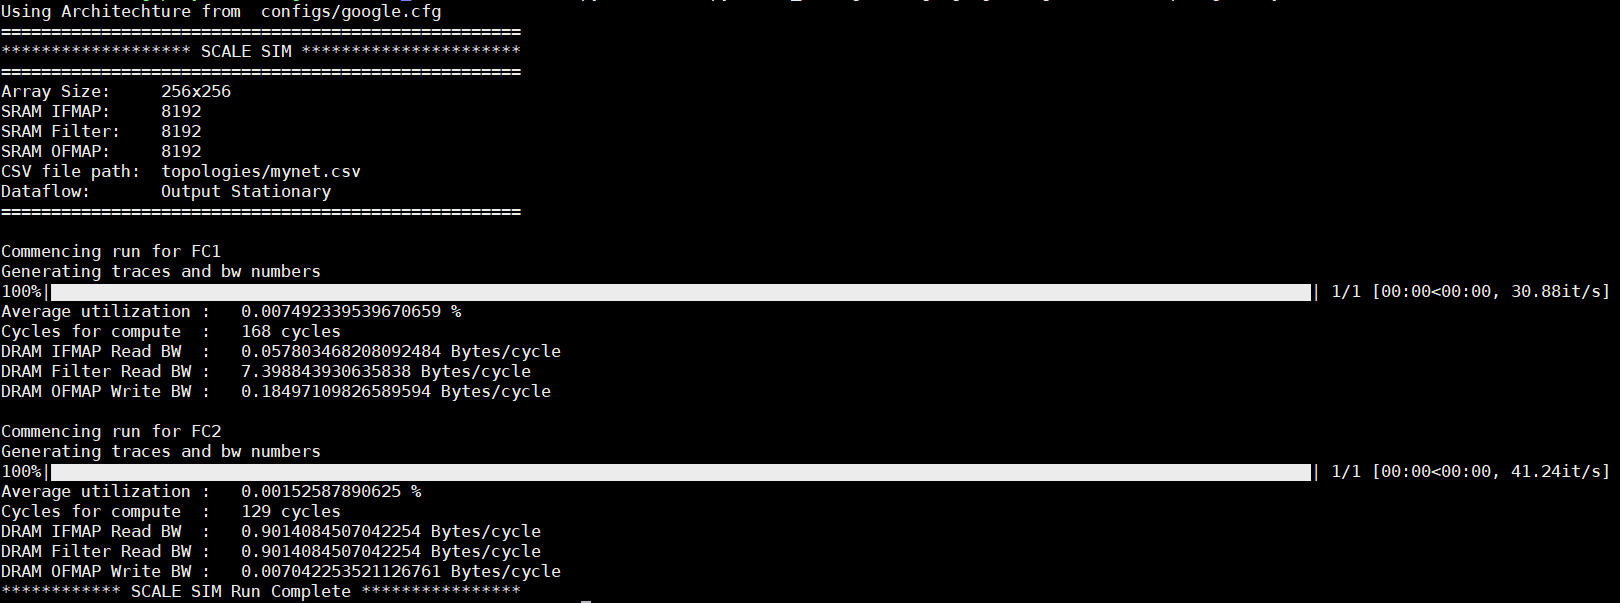 Using Architechture from  configs/google.cfg
====================================================
******************* SCALE SIM **********************
====================================================
Array Size:     256x256
SRAM IFMAP:     8192
SRAM Filter:    8192
SRAM OFMAP:     8192
CSV file path:  topologies/mynet.csv
Dataflow:       Output Stationary
====================================================
Commencing run for FC1
Generating traces and bw numbers
100%|| 1/1 [00:00<00:00, 30.88it/s]
Average utilization :   0.007492339539670659 %
Cycles for compute  :   168 cycles
DRAM IFMAP Read BW  :   0.057803468208092484 Bytes/cycle
DRAM Filter Read BW :   7.398843930635838 Bytes/cycle
DRAM OFMAP Write BW :   0.18497109826589594 Bytes/cycle
Commencing run for FC2
Generating traces and bw numbers
100%|| 1/1 [00:00<00:00, 41.24it/s]
Average utilization :   0.00152587890625 %
Cycles for compute  :   129 cycles
DRAM IFMAP Read BW  :   0.9014084507042254 Bytes/cycle
DRAM Filter Read BW :   0.9014084507042254 Bytes/cycle
DRAM OFMAP Write BW :   0.007042253521126761 Bytes/cycle
************ SCALE SIM Run Complete ****************